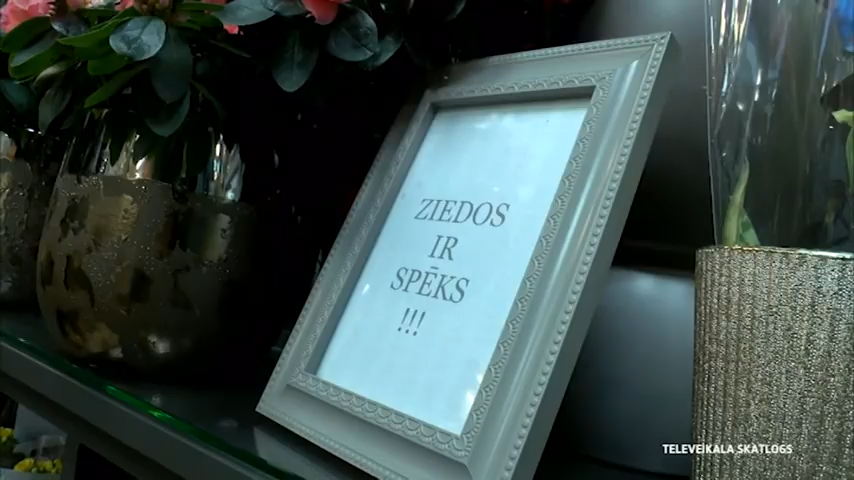 ZIEDOS
IR
SPĒKS
!!!
TELEVEIKALA SKATLOGS